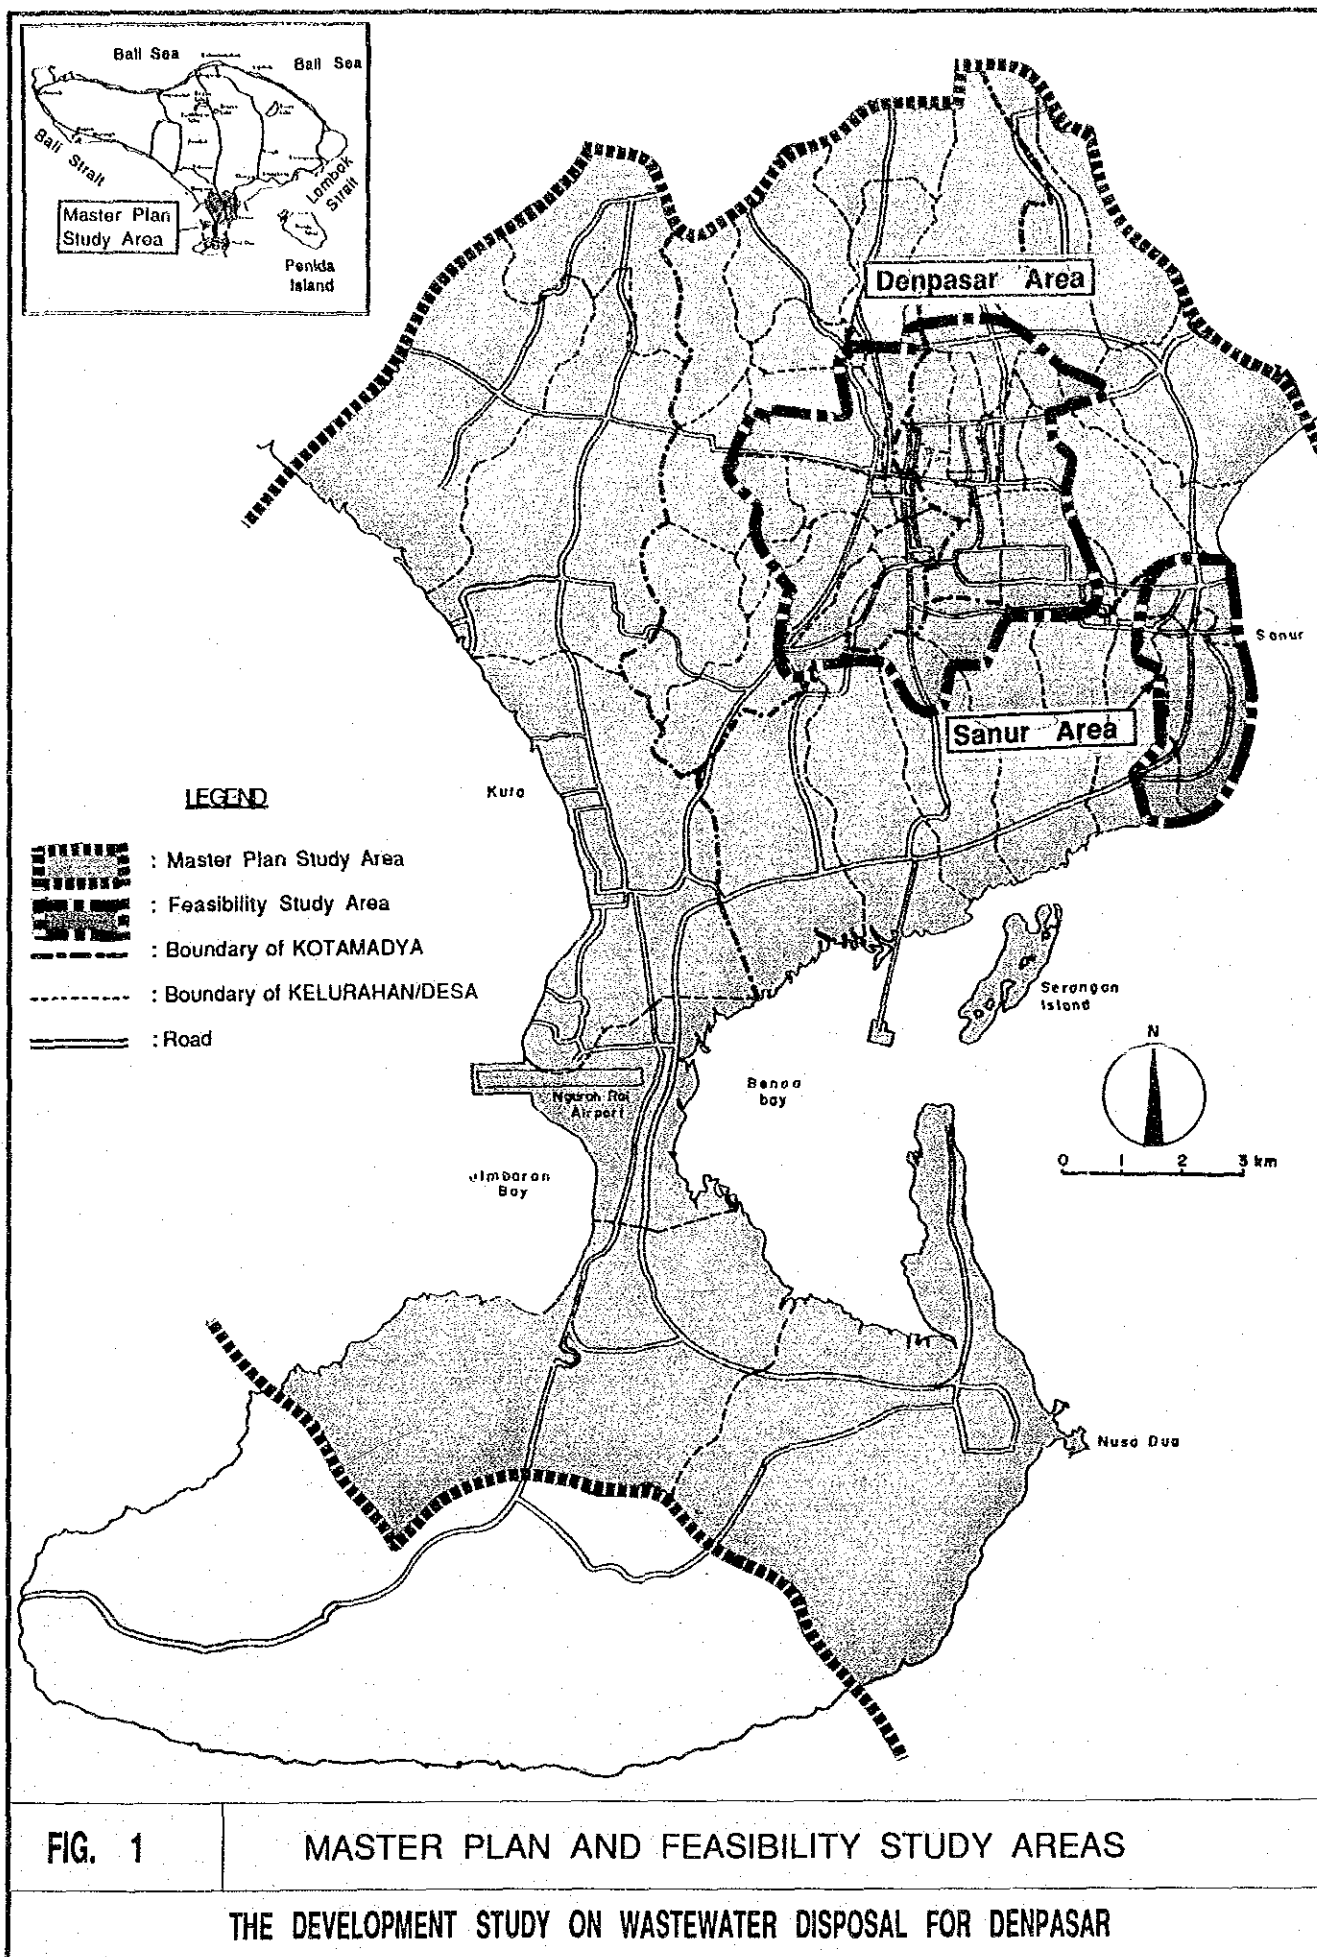 Bali Sea
Bali Sea
Bali Strait
Lombok
Strait
Master Plan
Study Area
Penida
Island
Denpasar Area
Sanur
Sanur Area
LEGEND
Kuta
: Master Plan Study Area
: Feasibility Study Area
: Boundary of KOTAMADYA
: Boundary of KELURAHAN/DESA
: Road
Serangan
Island
N
Benoa
bay
Ngurah Rai
Airport
Jimbaran
Bay
0 1 2 3 km
Nusa Dua
FIG. 1
MASTER PLAN AND FEASIBILITY STUDY AREAS
THE DEVELOPMENT STUDY ON WASTEWATER DISPOSAL FOR DENPASAR